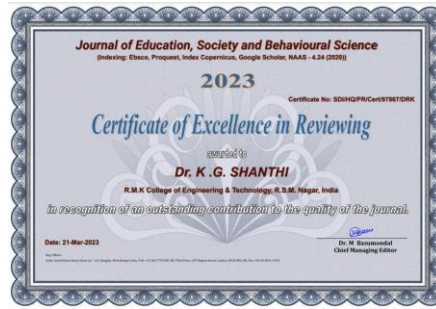 Journal of Education, Society and Behavioural Science
(Indexing: Ebsco, Proquest, Index Copernicus, Google Scholar, NAAS - 4.24 (2020))
2023
Certificate No: SDI/HQ/PR/Cert/97867/DRK
Certificate of Excellence in Reviewing
awarded to
Dr. K .G. SHANTHI
R.M.K College of Engineering & Technology, R.S.M. Nagar, India
in recognition of an outstanding contribution to the quality of the journal.
Date: 21-Mar-2023
Dr. M Basumondal
Chief Managing Editor